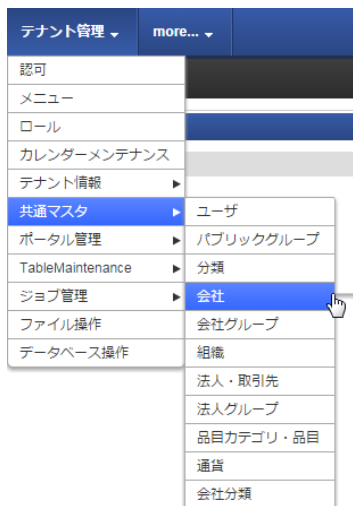 テナント管理
more...
認可
メニュー
ロール
カレンダーメンテナンス
テナント情報
共通マスタ
ポータル管理
TableMaintenance
ジョブ管理
ファイル操作
データベース操作
ユーザ
パブリックグループ
分類
会社
会社グループ
組織
法人・取引先
法人グループ
品目カテゴリ・品目
通貨
会社分類